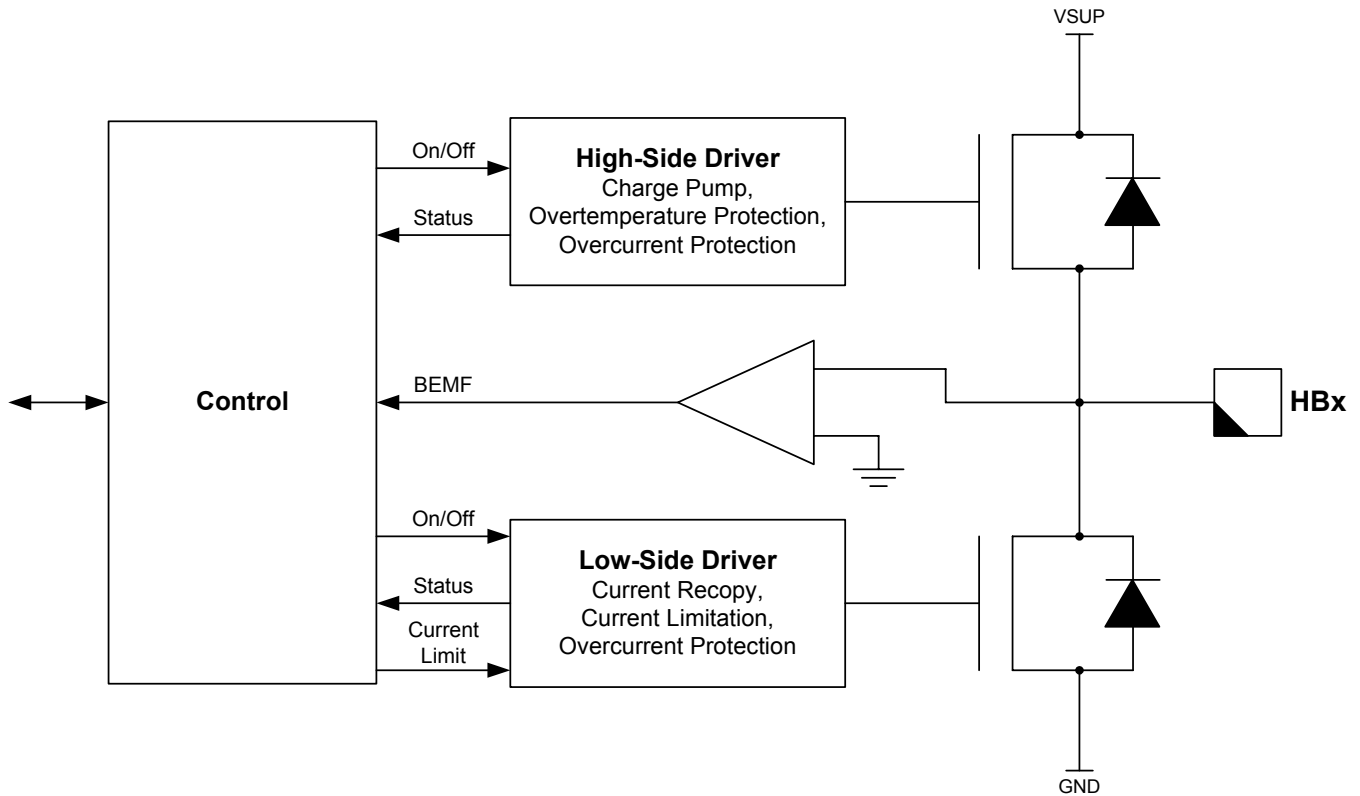 VSUP
On/Off
High-Side Driver
Charge Pump,
Overtemperature Protection,
Overcurrent Protection
Status
Control
BEMF
HBx
On/Off
Low-Side Driver
Current Recopy,
Current Limitation,
Overcurrent Protection
Status
Current
Limit
GND